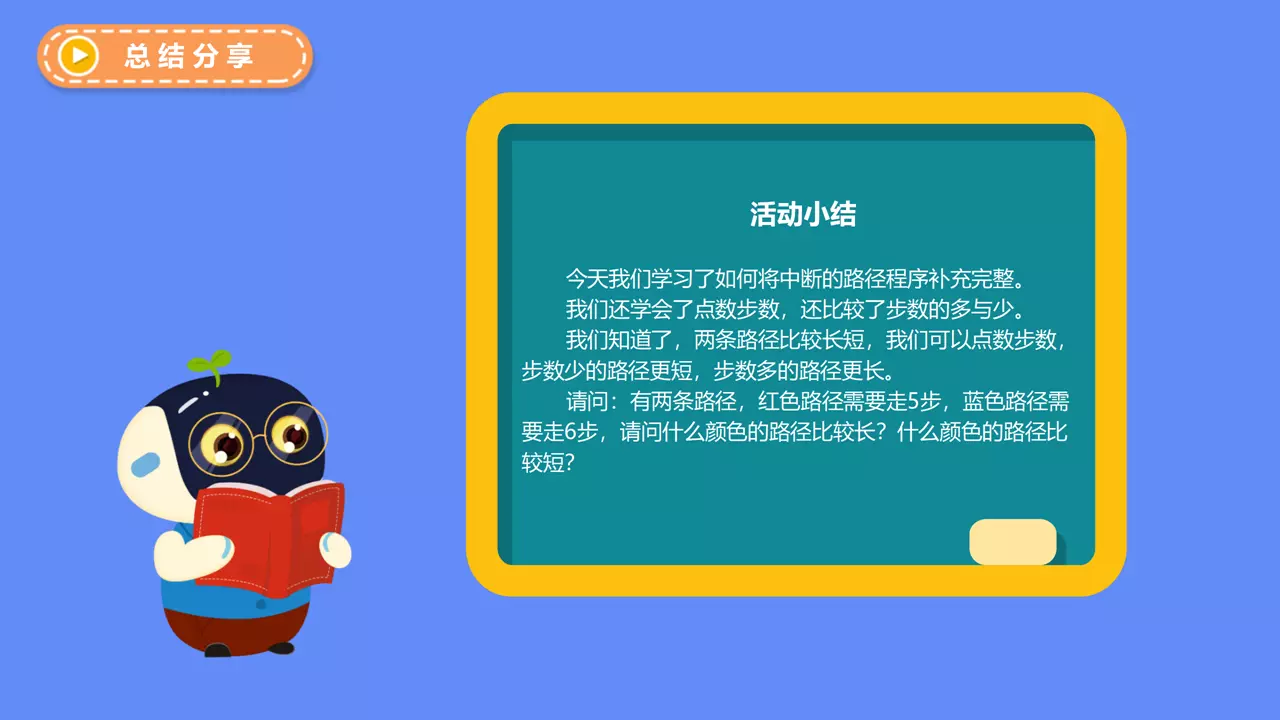 总结分享
活动小结
今天我们学习了如何将中断的路径程序补充完整。
我们还学会了点数步数，还比较了步数的多与少。
我们知道了，两条路径比较长短，我们可以点数步数，
步数少的路径更短，步数多的路径更长。
请问：有两条路径，红色路径需要走5步，蓝色路径需
要走6步，请问什么颜色的路径比较长？什么颜色的路径比
较短？